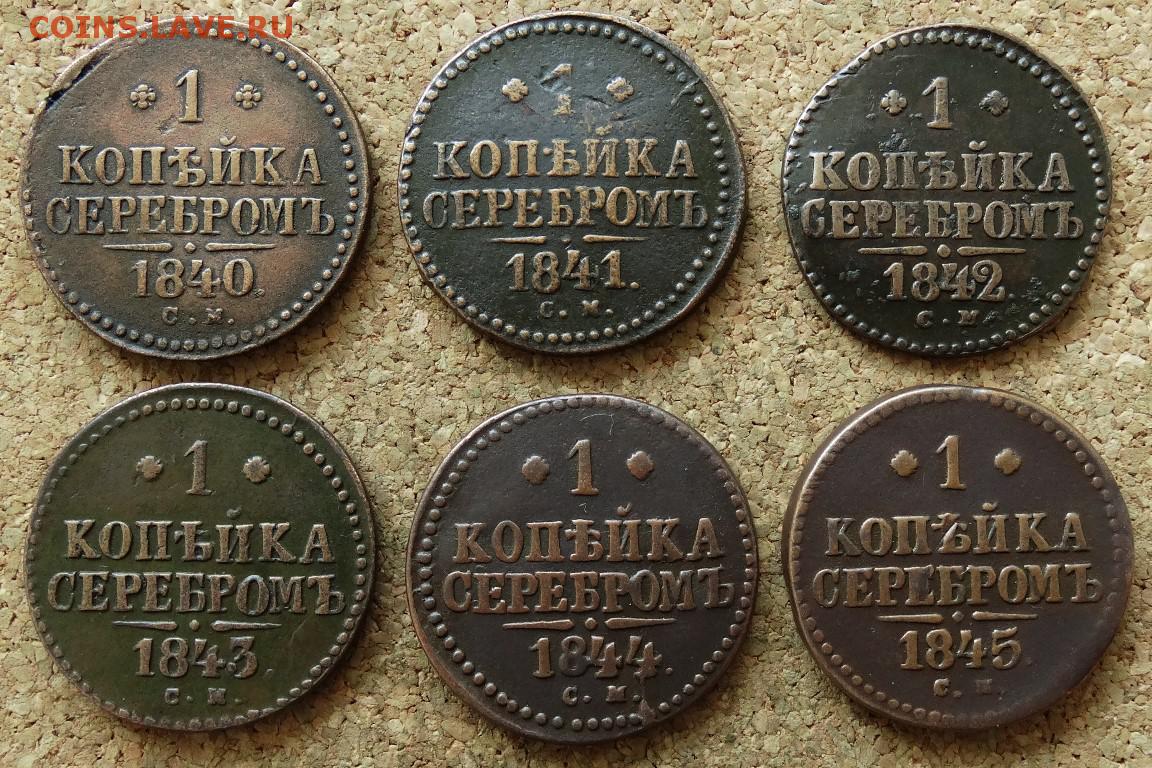 COINS.LAVE.RU
1
КОПѢЙКА
СЕРЕБРОМЪ
1840.
С. М.
1
КОПѢЙКА
СЕРЕБРОМЪ
1841.
С. М.
1
КОПѢЙКА
СЕРЕБРОМЪ
1842.
С. М
1
КОПѢЙКА
СЕРЕБРОМЪ
1843.
С. М.
1
КОПѢЙКА
СЕРЕБРОМЪ
1844.
С. М.
1
КОПѢЙКА
СЕРЕБРОМЪ
1845.
С. М